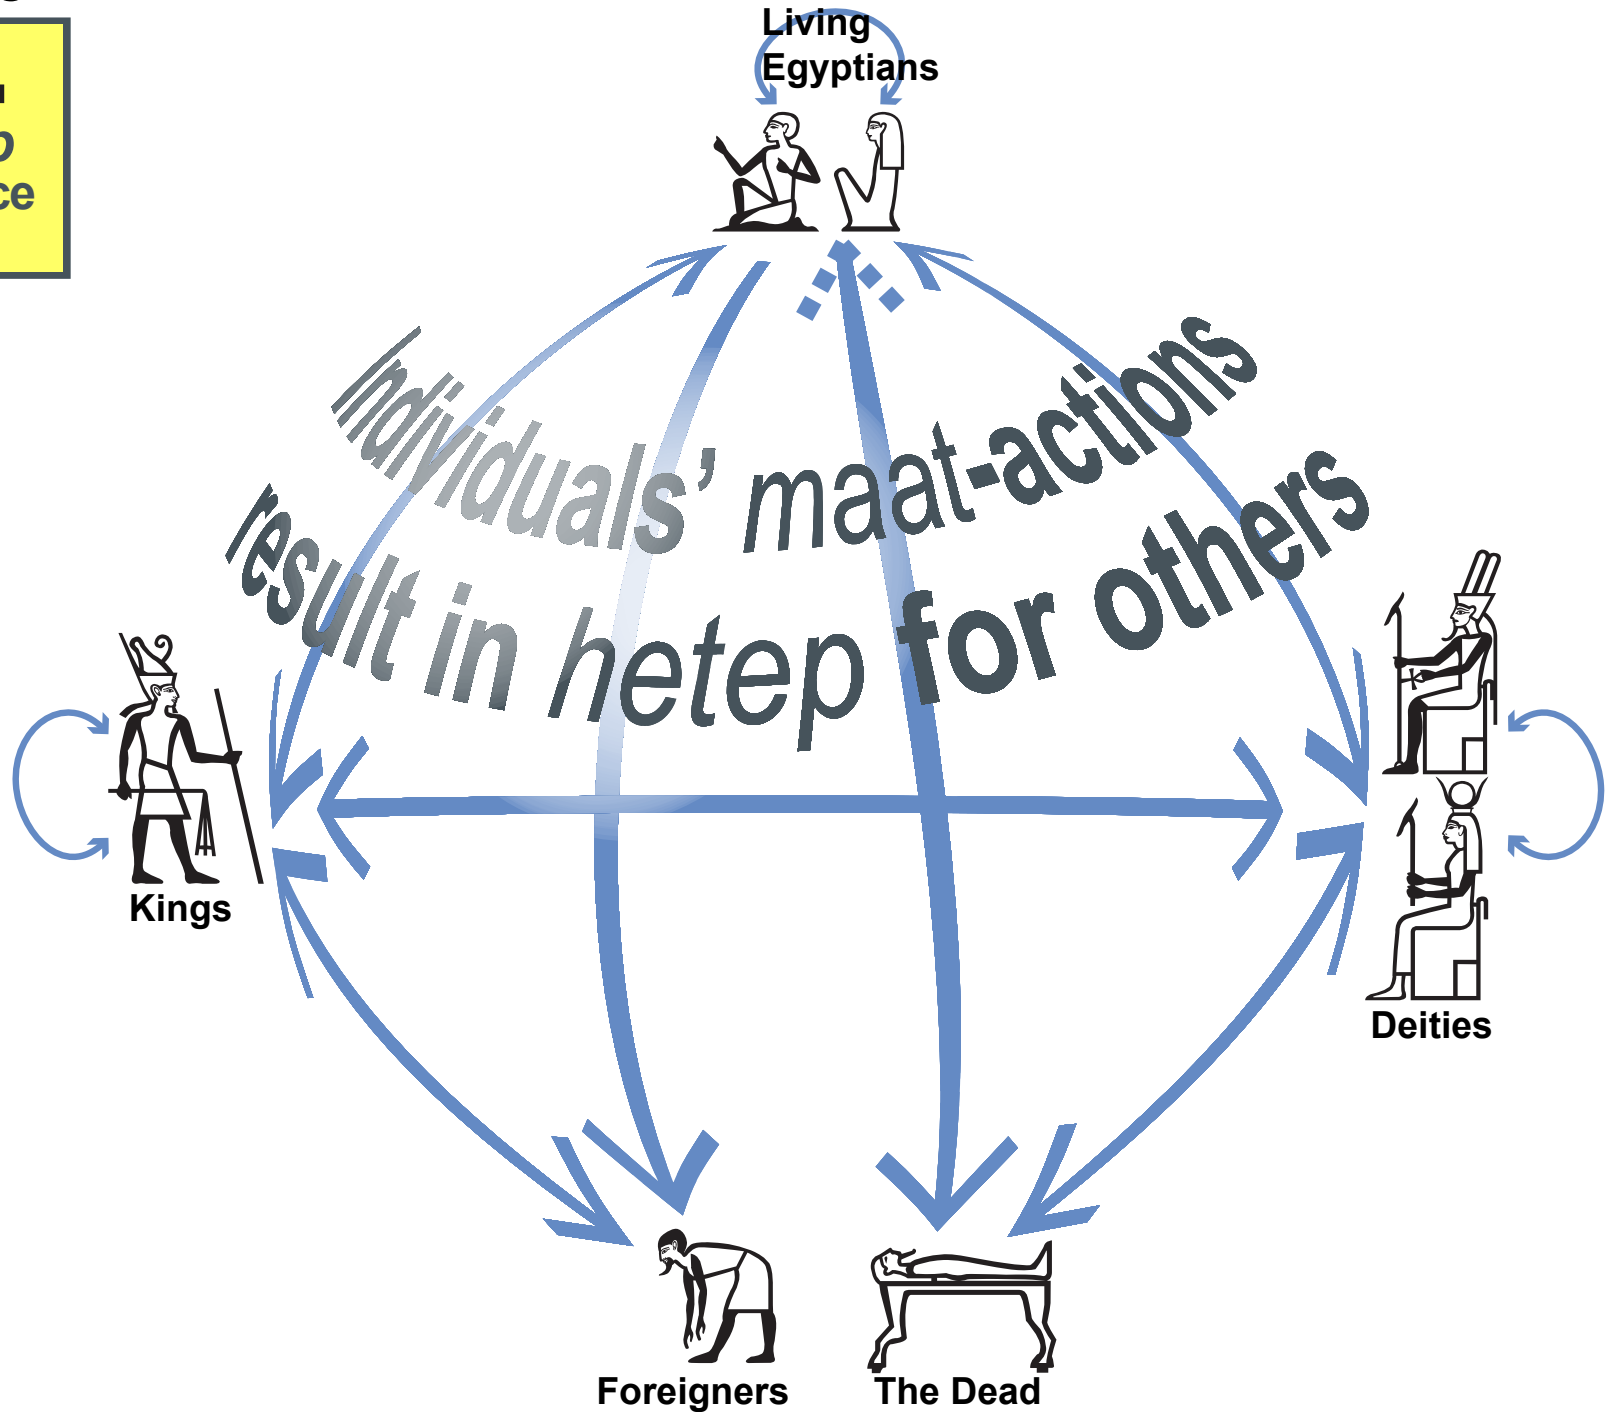 Living
Egyptians
Individuals’ maat-actions
result in hetep for others
Kings
Deities
Foreigners
The Dead